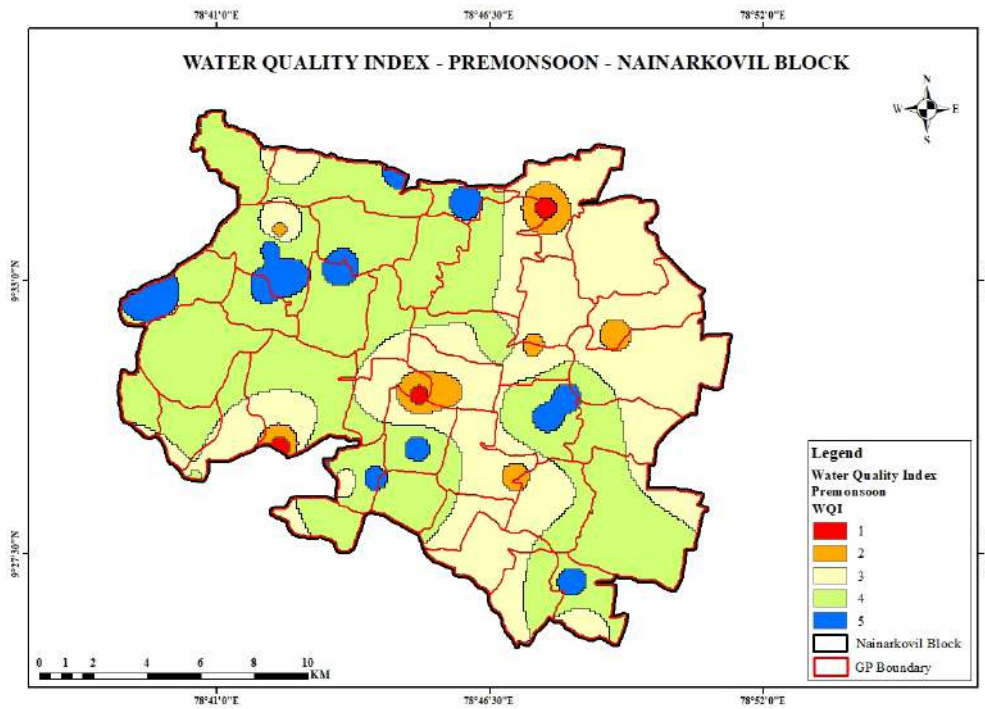 78°41'0"E 78°46'30"E 78°52'0"E
WATER QUALITY INDEX - PREMONSOON - NAINARKOVIL BLOCK
N
W E
S
9°33'0"N
9°27'30"N
Legend
Water Quality Index
Premonsoon
WQI
1
2
3
4
5
Nainarkovil Block
GP Boundary
0 1 2 4 6 8 10
KM
78°41'0"E 78°46'30"E 78°52'0"E